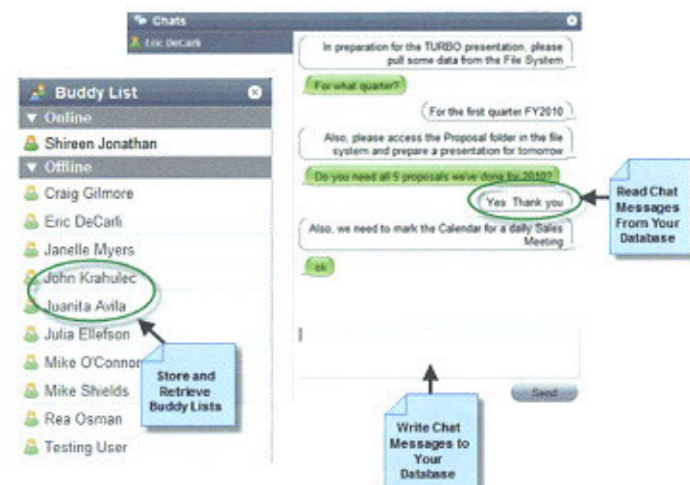 Chats
Eric DeCarli
In preparation for the TURBO presentation, please
pull some data from the File System
For what quarter?
For the first quarter FY2010
Also, please access the Proposal folder in the file
system and prepare a presentation for tomorrow
Do you need all 5 proposals we've done for 2010?
Yes Thank you
Also, we need to mark the Calendar for a daily Sales
Meeting
ok
Send
Buddy List
Online
Shireen Jonathan
Offline
Craig Gilmore
Eric DeCarli
Janelle Myers
John Krahulec
Juanita Avila
Julia Ellefson
Mike O'Connor
Mike Shields
Rea Osman
Testing User
Store and
Retrieve
Buddy Lists
Read Chat
Messages
From Your
Database
Write Chat
Messages to
Your
Database